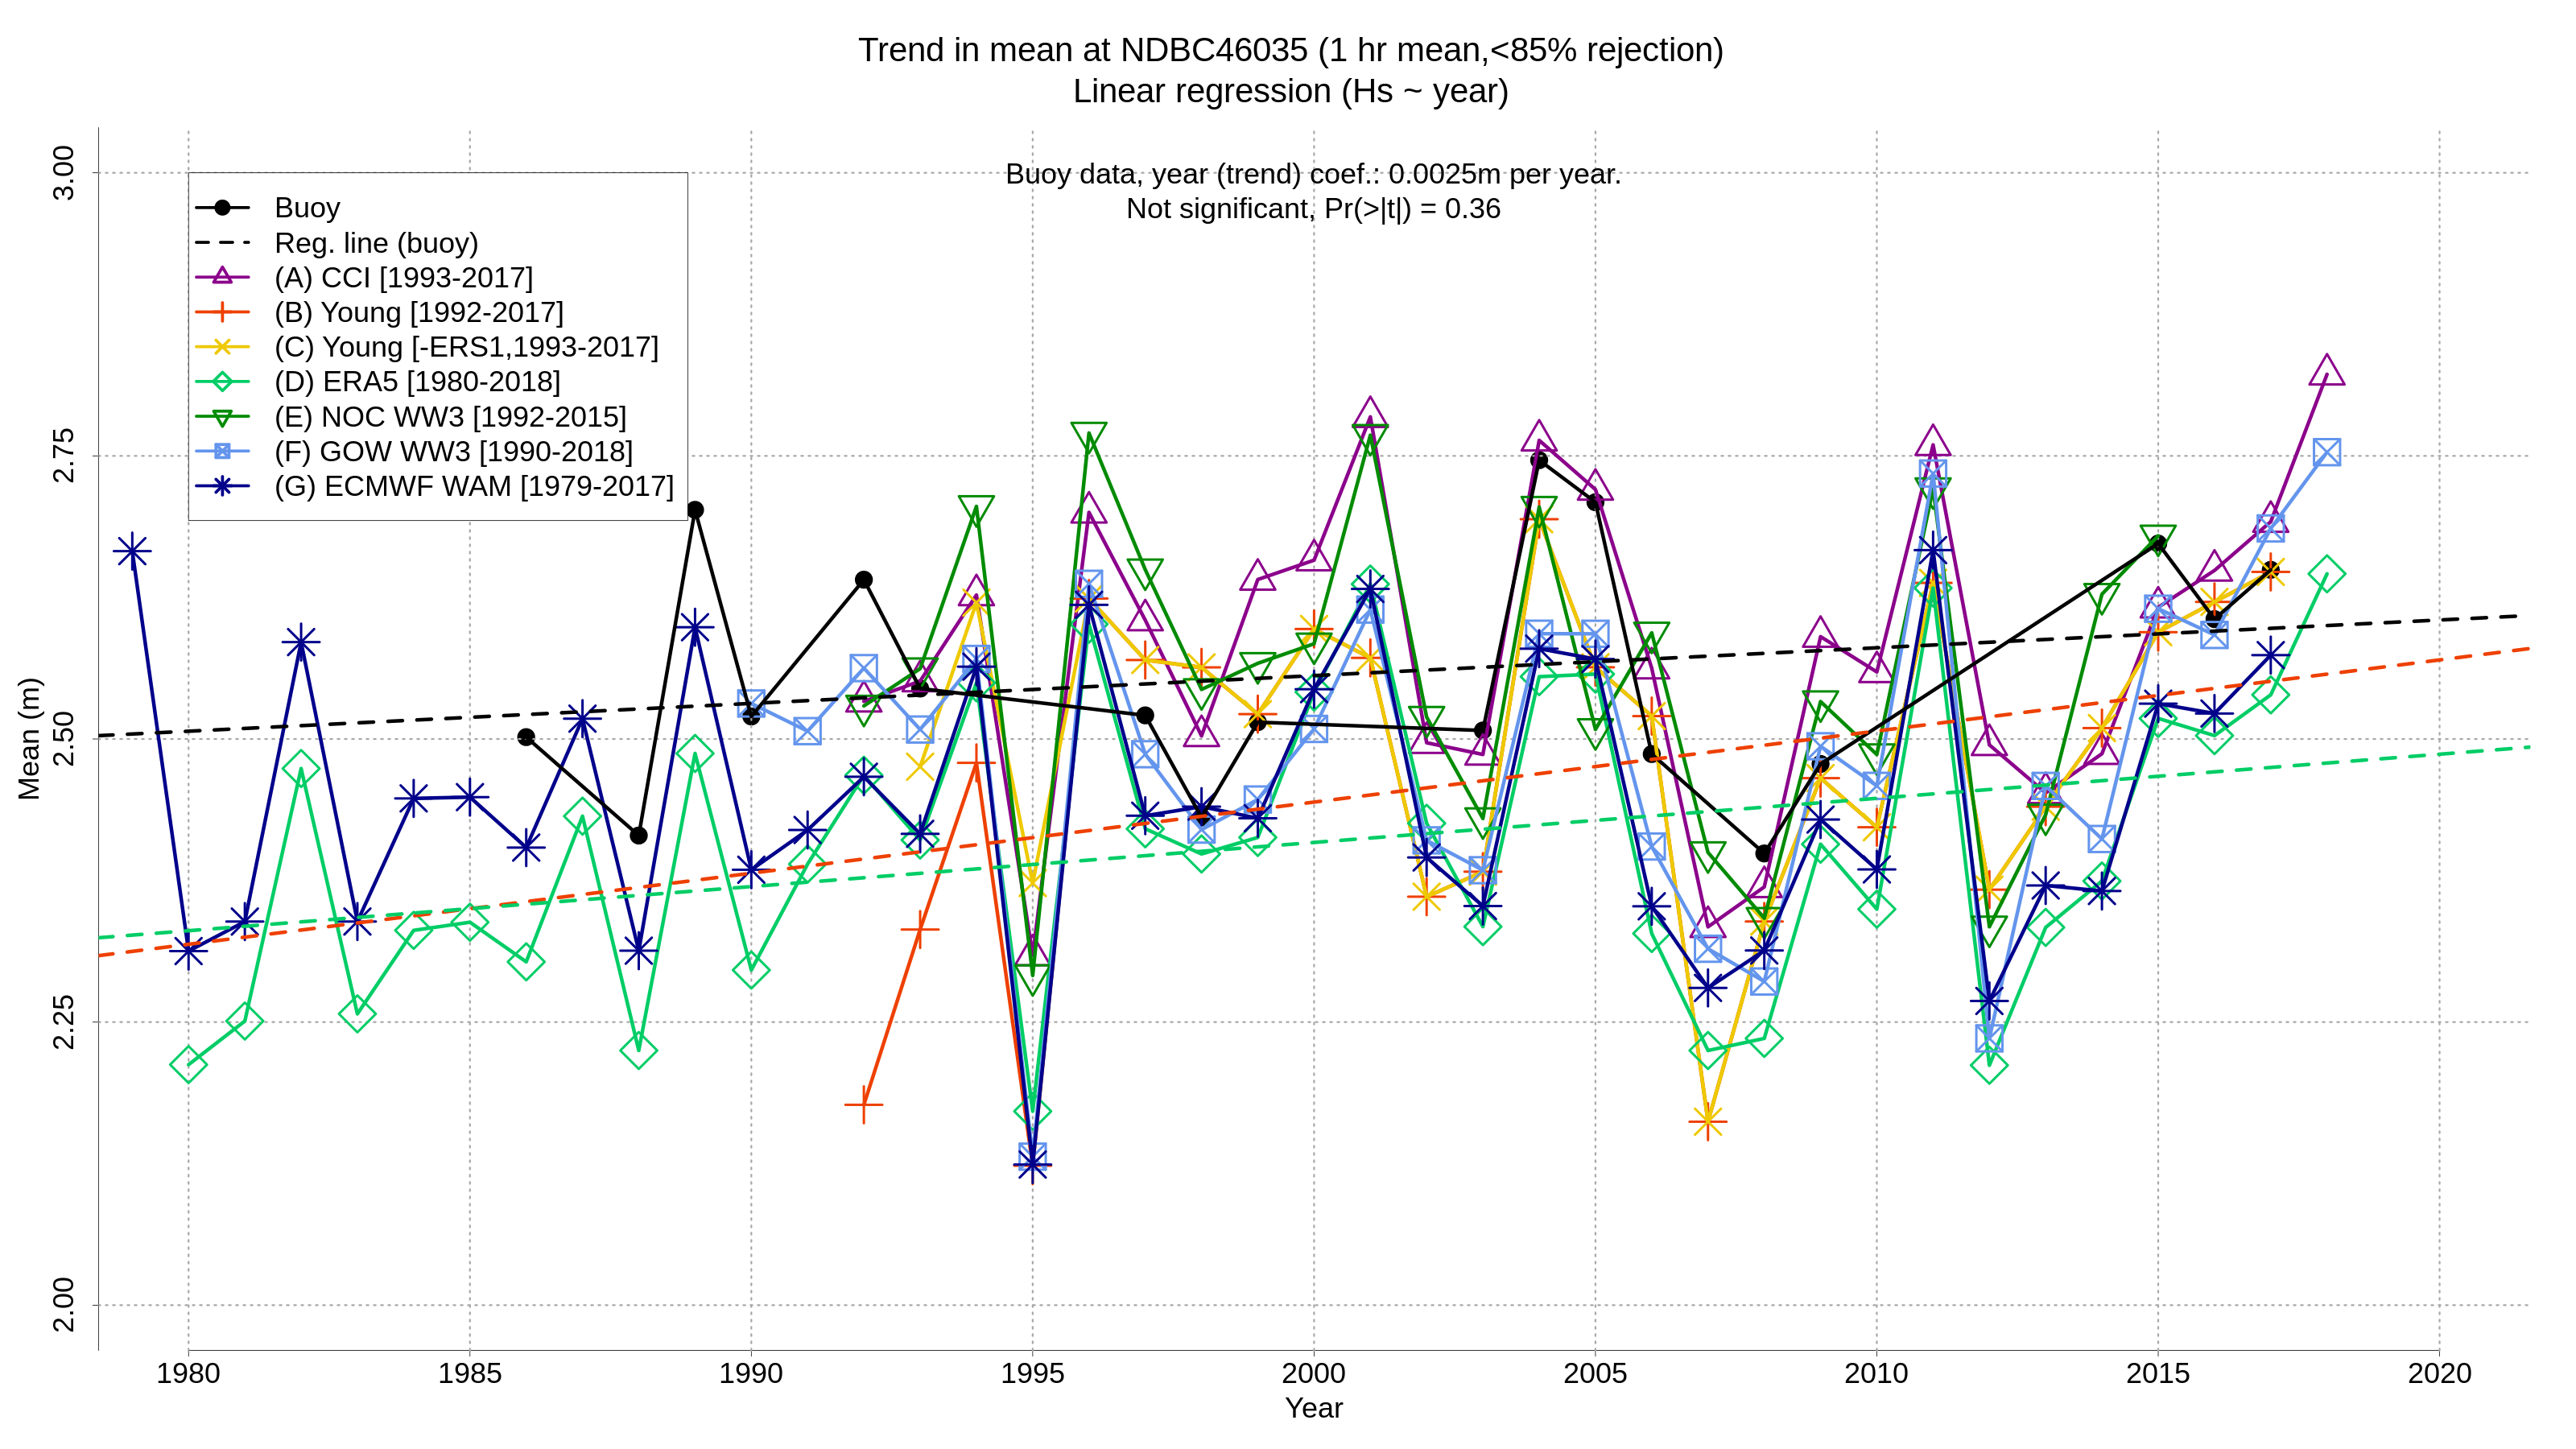 Trend in mean at NDBC46035 (1 hr mean,<85% rejection)
Linear regression (Hs ~ year)
Buoy data, year (trend) coef.: 0.0025m per year.
Not significant, Pr(>|t|) = 0.36
Buoy
Reg. line (buoy)
(A) CCI [1993-2017]
(B) Young [1992-2017]
(C) Young [-ERS1,1993-2017]
(D) ERA5 [1980-2018]
(E) NOC WW3 [1992-2015]
(F) GOW WW3 [1990-2018]
(G) ECMWF WAM [1979-2017]
Mean (m)
3.00
2.75
2.50
2.25
2.00
1980 1985 1990 1995 2000 2005 2010 2015 2020
Year